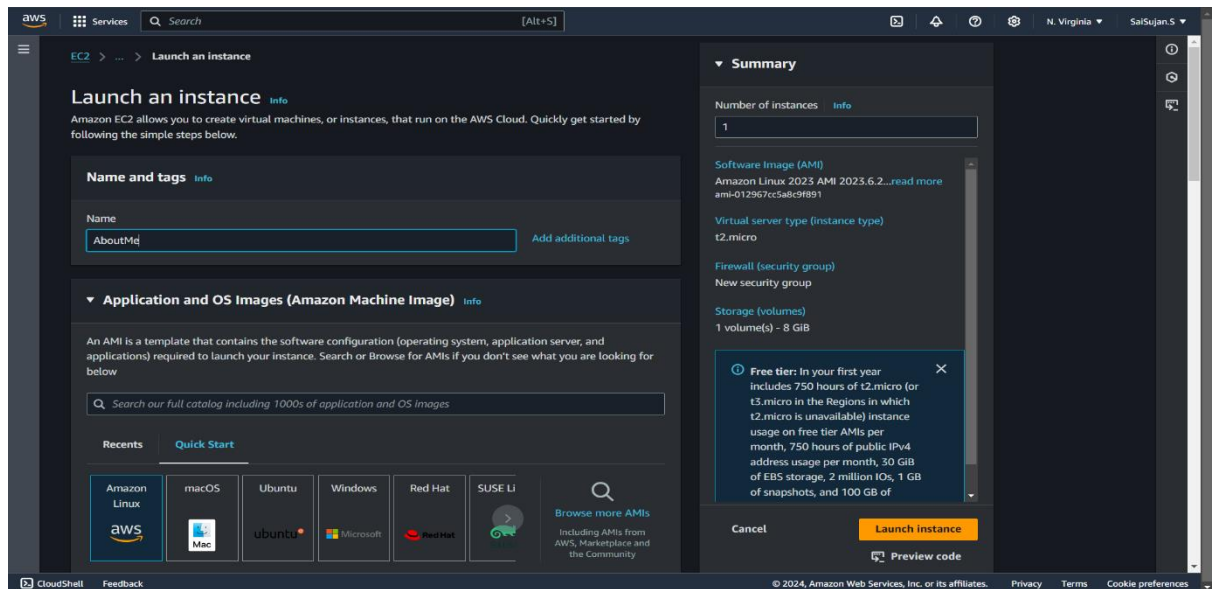 aws
Services
Search
[Alt+S]
N. Virginia
SaiSujan.S
EC2 > ... > Launch an instance
Launch an instance Info
Amazon EC2 allows you to create virtual machines, or instances, that run on the AWS Cloud. Quickly get started by
following the simple steps below.
Name and tags Info
Name
AboutMe
Add additional tags
Application and OS Images (Amazon Machine Image) Info
An AMI is a template that contains the software configuration (operating system, application server, and
applications) required to launch your instance. Search or Browse for AMIs if you don't see what you are looking for
below
Search our full catalog including 1000s of application and OS images
Recents
Quick Start
Amazon
Linux
aws
macOS
Mac
Ubuntu
ubuntu
Windows
Microsoft
Red Hat
Red Hat
SUSE Li
Browse more AMIs
Including AMIs from
AWS, Marketplace and
the Community
Summary
Number of instances Info
1
Software Image (AMI)
Amazon Linux 2023 AMI 2023.6.2...read more
ami-012967cc5a8c9f891
Virtual server type (instance type)
t2.micro
Firewall (security group)
New security group
Storage (volumes)
1 volume(s) - 8 GiB
Free tier: In your first year
includes 750 hours of t2.micro (or
t3.micro in the Regions in which
t2.micro is unavailable) instance
usage on free tier AMIs per
month, 750 hours of public IPv4
address usage per month, 30 GiB
of EBS storage, 2 million IOs, 1 GB
of snapshots, and 100 GB of
Cancel
Launch instance
Preview code
CloudShell
Feedback
© 2024, Amazon Web Services, Inc. or its affiliates.
Privacy
Terms
Cookie preferences